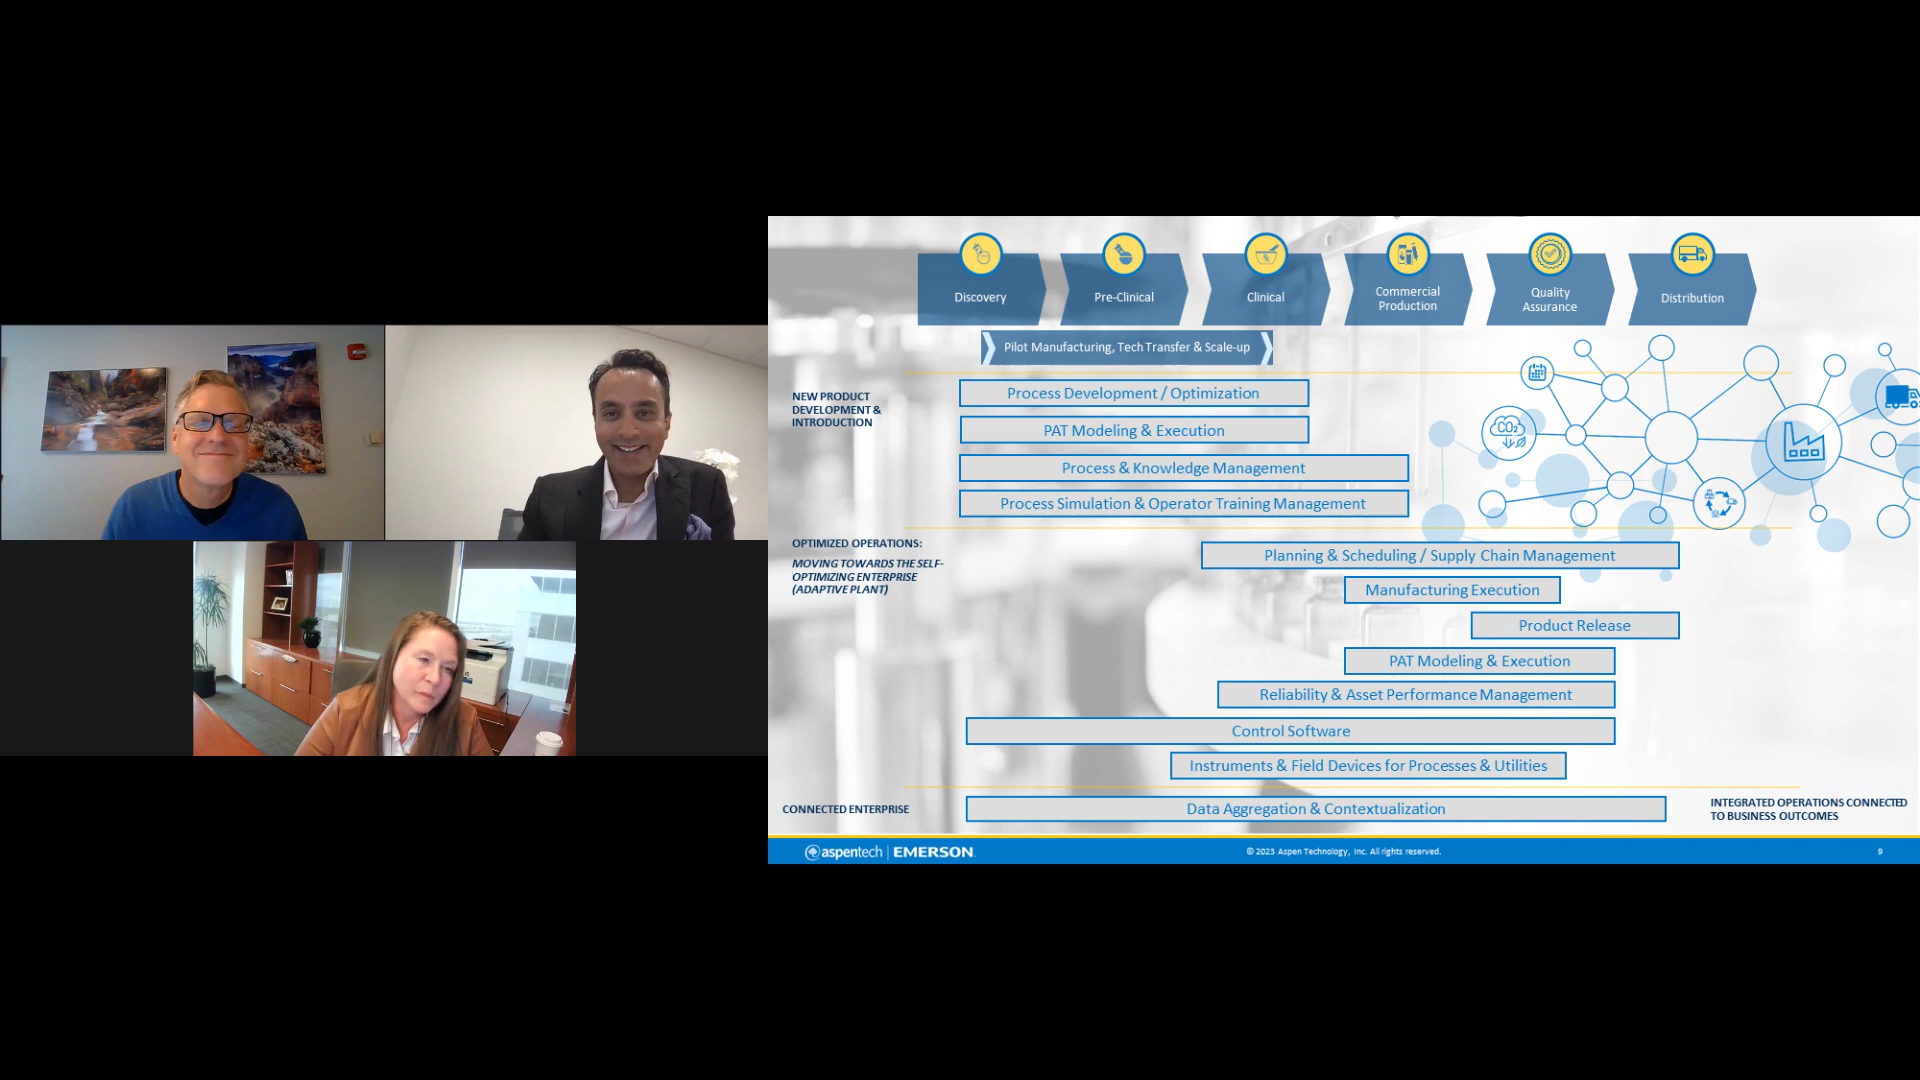 Discovery
Pre-Clinical
Clinical
Commercial
Production
Quality
Assurance
Distribution
Pilot Manufacturing, Tech Transfer & Scale-up
NEW PRODUCT
DEVELOPMENT &
INTRODUCTION
Process Development / Optimization
PAT Modeling & Execution
Process & Knowledge Management
Process Simulation & Operator Training Management
CO2
OPTIMIZED OPERATIONS:
MOVING TOWARDS THE SELF-
OPTIMIZING ENTERPRISE
(ADAPTIVE PLANT)
Planning & Scheduling / Supply Chain Management
Manufacturing Execution
Product Release
PAT Modeling & Execution
Reliability & Asset Performance Management
Control Software
Instruments & Field Devices for Processes & Utilities
CONNECTED ENTERPRISE
Data Aggregation & Contextualization
INTEGRATED OPERATIONS CONNECTED
TO BUSINESS OUTCOMES
aspentech | EMERSON.
© 2023 Aspen Technology, Inc. All rights reserved.
9